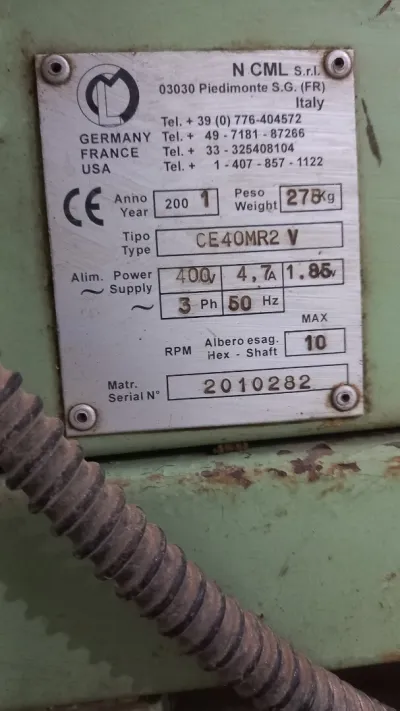 N CML S.r.l.
03030 Piedimonte S.G. (FR)
Italy
GERMANY
FRANCE
USA
Tel. + 39 (0) 776-404572
Tel. + 49 - 7181 - 87266
Tel. + 33 - 325408104
Tel. + 1 - 407 - 857 - 1122
CE Anno Year 200 1 Peso Weight 275Kg
Tipo Type CE40MR2 V
Alim. Power Supply 400V 4,7A 1.85
~ ~ 3 Ph 50 Hz
MAX
RPM Albero esag. Hex - Shaft 10
Matr. Serial N° 2010282